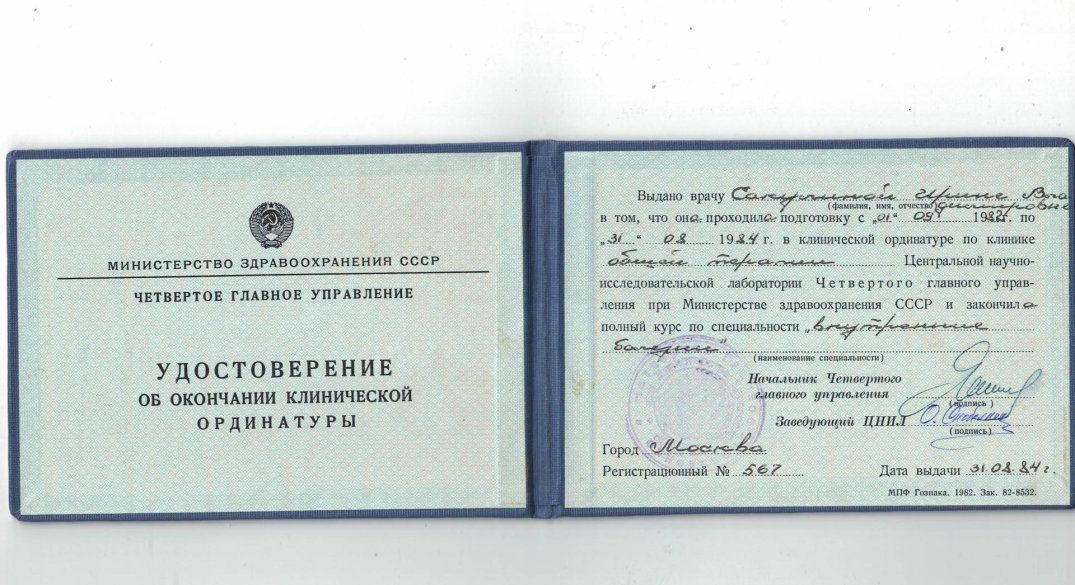 МИНИСТЕРСТВО ЗДРАВООХРАНЕНИЯ СССР
ЧЕТВЕРТОЕ ГЛАВНОЕ УПРАВЛЕНИЕ
УДОСТОВЕРЕНИЕ
ОБ ОКОНЧАНИИ КЛИНИЧЕСКОЙ
ОРДИНАТУРЫ
Выдано врачу Ирине Вла
(фамилия, имя, отчество) димировне
в том, что она проходила подготовку с „01“ 09 1982г. по
„31“ 08 1984 г. в клинической ординатуре по клинике
общей терапии Центральной научно-
исследовательской лаборатории Четвертого главного управ-
ления при Министерстве здравоохранения СССР и закончила
полный курс по специальности „внутренние
болезни“
(наименование специальности)
Начальник Четвертого
главного управления
(подпись)
Заведующий ЦНИЛ
(подпись)
Город Москва
Регистрационный № 567 Дата выдачи 31.08.84г.
МПФ Гознака. 1982. Зак. 82-8532.